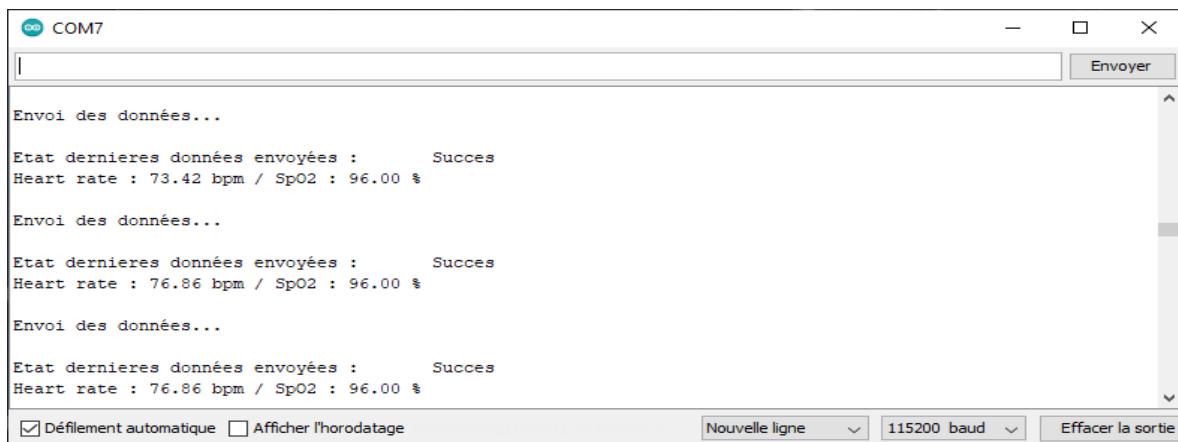 COM7
Envoyer
Envoi des données...
Etat dernieres données envoyées : Succes
Heart rate : 73.42 bpm / SpO2 : 96.00 %
Envoi des données...
Etat dernieres données envoyées : Succes
Heart rate : 76.86 bpm / SpO2 : 96.00 %
Envoi des données...
Etat dernieres données envoyées : Succes
Heart rate : 76.86 bpm / SpO2 : 96.00 %
Défilement automatique Afficher l'horodatage Nouvelle ligne 115200 baud Effacer la sortie